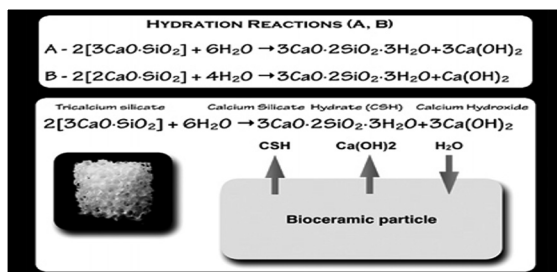 HYDRATION REACTIONS (A, B)
A - 2[3CaO·SiO₂] + 6H₂O →3CaO·2SiO₂·3H₂O+3Ca(OH)₂
B - 2[2CaO·SiO₂] + 4H₂O →3CaO·2SiO₂·3H₂O+Ca(OH)₂
Tricalcium silicate Calcium Silicate Hydrate (CSH) Calcium Hydroxide
2[3CaO·SiO₂] + 6H₂O →3CaO·2SiO₂·3H₂O+3Ca(OH)₂
CSH Ca(OH)2 H₂O
Bioceramic particle